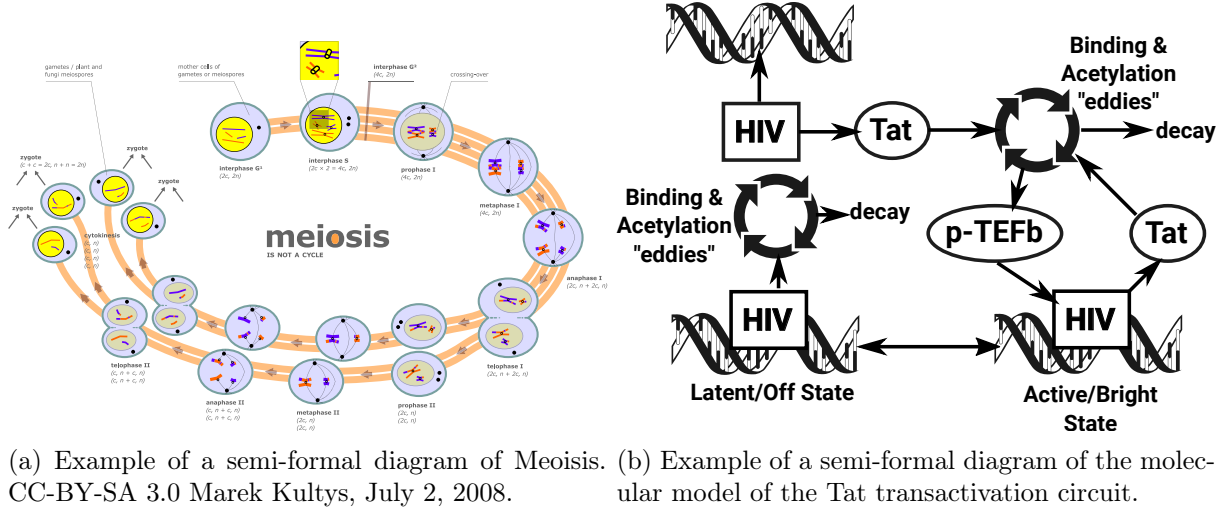 gametes / plant and
fungi meiospores
mother cells of
gametes or meiospores
interphase G²
(4c, 2n)
crossing-over
interphase G¹
(2c, 2n)
interphase S
(2c × 2 = 4c, 2n)
prophase I
(4c, 2n)
metaphase I
(4c, 2n)
anaphase I
(2c, n + 2c, n)
telophase I
(2c, n + 2c, n)
zygote
(c + c = 2c, n + n = 2n)
zygote
zygote
zygote
cytokinesis
(c, n)
(c, n)
(c, n)
(c, n)
meiosis
IS NOT A CYCLE
telophase II
(c, n + c, n)
(c, n + c, n)
anaphase II
(c, n + c, n)
(c, n + c, n)
metaphase II
(2c, n)
(2c, n)
prophase II
(2c, n)
(2c, n)
(a) Example of a semi-formal diagram of Meoisis.
CC-BY-SA 3.0 Marek Kultys, July 2, 2008.
Binding &
Acetylation
"eddies"
HIV
Tat
decay
Binding &
Acetylation
"eddies"
decay
p-TEFb
Tat
HIV
HIV
Latent/Off State
Active/Bright
State
(b) Example of a semi-formal diagram of the molec-
ular model of the Tat transactivation circuit.